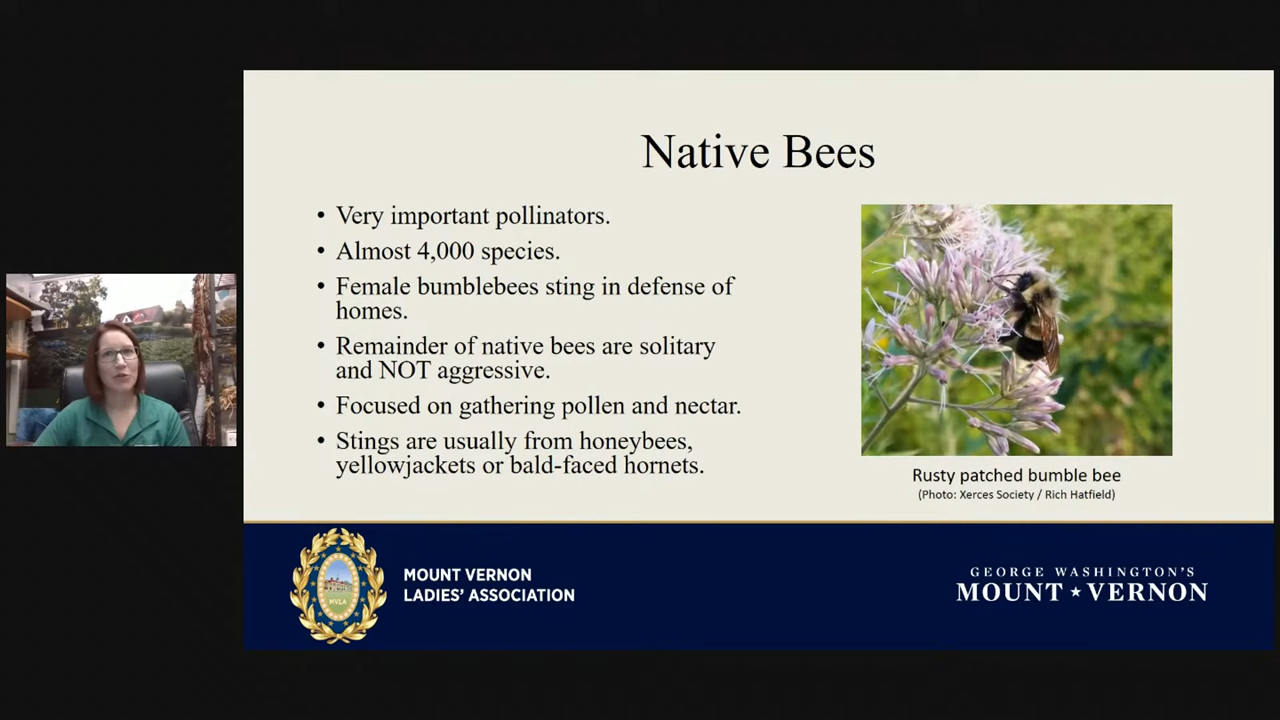 Native Bees
• Very important pollinators.
• Almost 4,000 species.
• Female bumblebees sting in defense of
homes.
• Remainder of native bees are solitary
and NOT aggressive.
• Focused on gathering pollen and nectar.
• Stings are usually from honeybees,
yellowjackets or bald-faced hornets.
Rusty patched bumble bee
(Photo: Xerces Society / Rich Hatfield)
MVLA
MOUNT VERNON
LADIES' ASSOCIATION
GEORGE WASHINGTON'S
MOUNT ★ VERNON